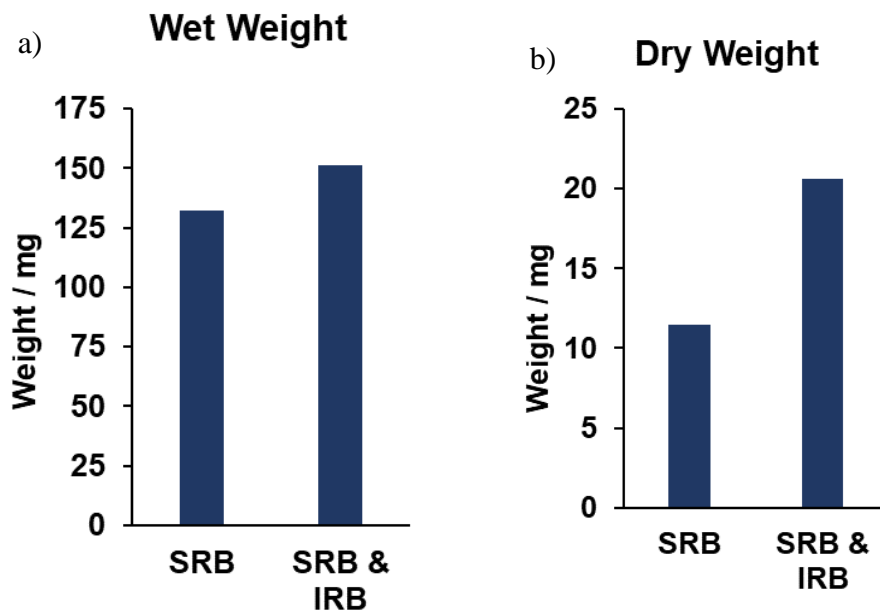 a)
Wet Weight
175
150
125
100
75
50
25
0
Weight / mg
SRB
SRB &
IRB
b)
Dry Weight
25
20
15
10
5
0
Weight / mg
SRB
SRB &
IRB